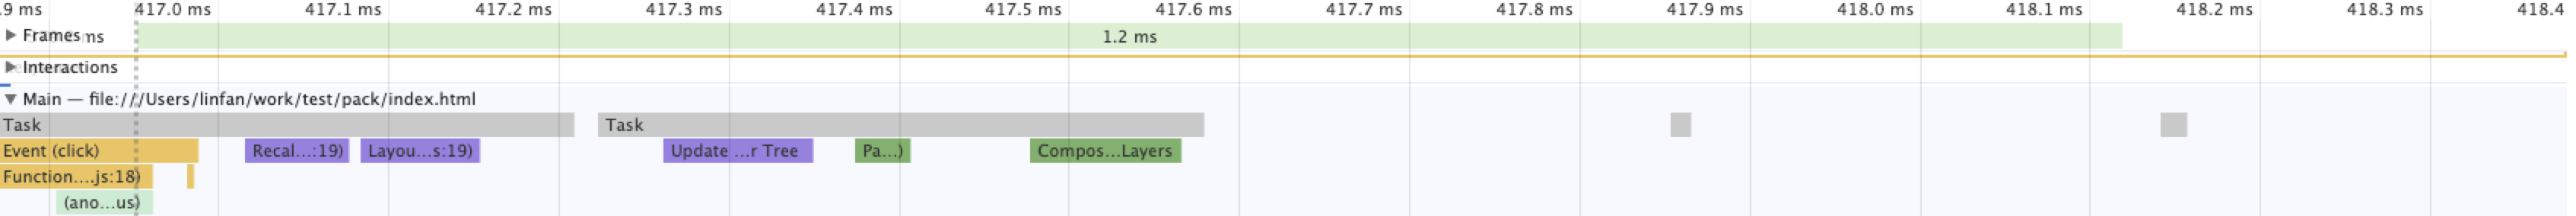 .9 ms 417.0 ms 417.1 ms 417.2 ms 417.3 ms 417.4 ms 417.5 ms 417.6 ms 417.7 ms 417.8 ms 417.9 ms 418.0 ms 418.1 ms 418.2 ms 418.3 ms 418.4
Frames ms 1.2 ms
Interactions
Main — file:///Users/linfan/work/test/pack/index.html
Task Task
Event (click) Recal...:19) Layou...s:19) Update ...r Tree Pa...) Compos...Layers
Function....js:18)
(ano...us)